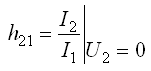 h₂₁ = I₂/I₁ | U₂ = 0